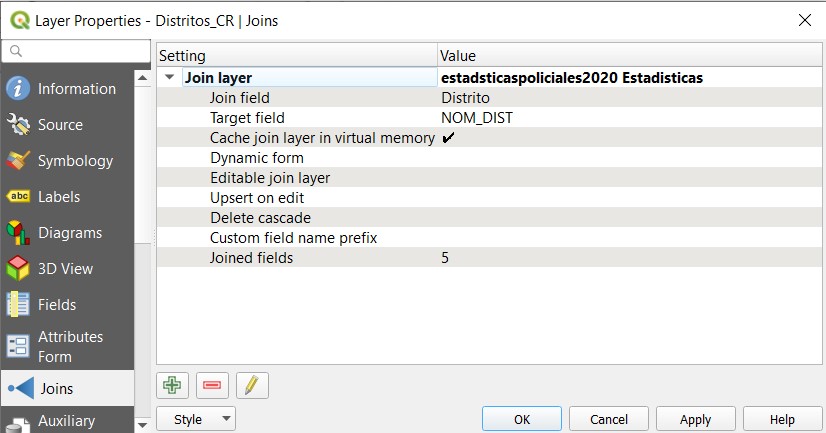 Layer Properties - Distritos_CR | Joins
Setting Value
Join layer estadsticaspoliciales2020 Estadisticas
Join field Distrito
Target field NOM_DIST
Cache join layer in virtual memory ✔
Dynamic form
Editable join layer
Upsert on edit
Delete cascade
Custom field name prefix
Joined fields 5
Information
Source
Symbology
abc Labels
Diagrams
3D View
Fields
Attributes
Form
Joins
Auxiliary
Style
OK Cancel Apply Help